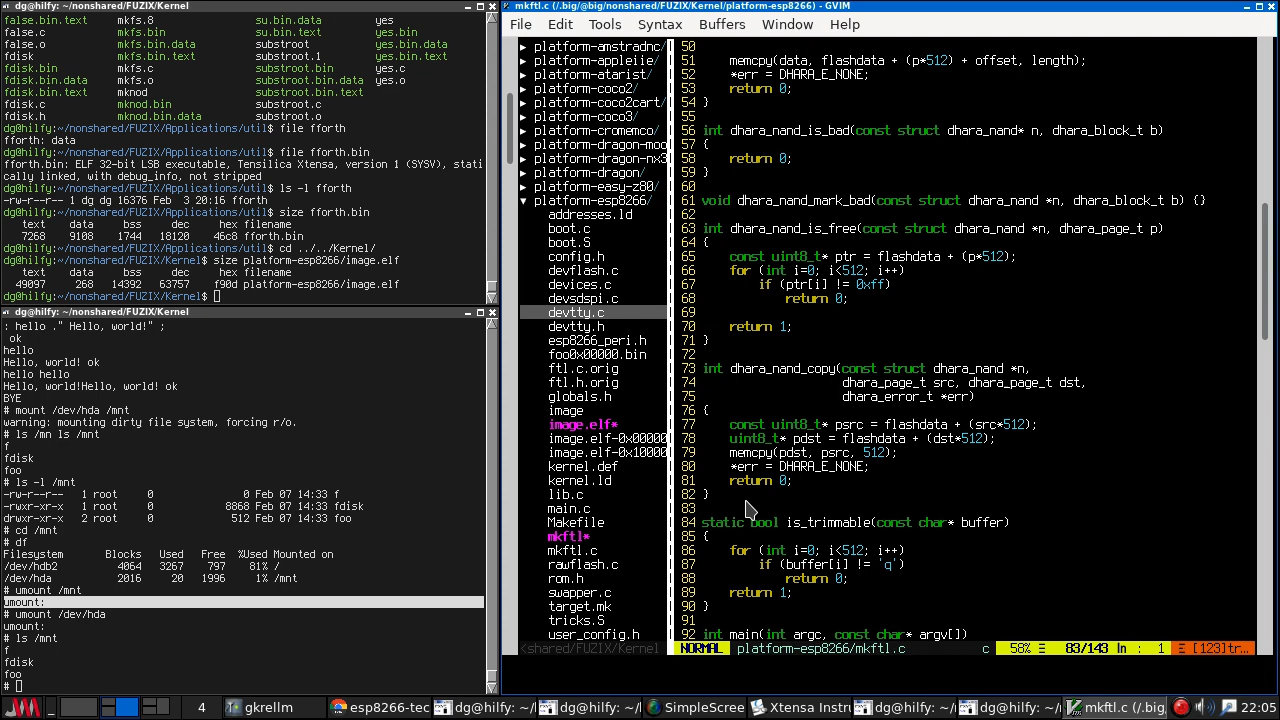 dg@hilfy: ~/nonshared/FUZIX/Kernel
false.bin.text mkfs.8 su.bin.data yes
false.c mkfs.bin su.bin.text yes.bin
false.o mkfs.bin.data substroot yes.bin.data
fdisk mkfs.bin.text substroot.1 yes.bin.text
fdisk.bin mkfs.c substroot.bin yes.c
fdisk.bin.data mkfs.o substroot.bin.data yes.o
fdisk.bin.text mknod substroot.bin.text
fdisk.c mknod.bin substroot.c
fdisk.h mknod.bin.data substroot.o
dg@hilfy:~/nonshared/FUZIX/Applications/util$ file fforth
fforth: data
dg@hilfy:~/nonshared/FUZIX/Applications/util$ file fforth.bin
fforth.bin: ELF 32-bit LSB executable, Tensilica Xtensa, version 1 (SYSV), stati
cally linked, with debug_info, not stripped
dg@hilfy:~/nonshared/FUZIX/Applications/util$ ls -l fforth
-rw-r--r-- 1 dg dg 16376 Feb  3 20:16 fforth
dg@hilfy:~/nonshared/FUZIX/Applications/util$ size fforth.bin
text data bss dec hex filename
7268 9108 1744 18120 46c8 fforth.bin
dg@hilfy:~/nonshared/FUZIX/Applications/util$ cd ../../Kernel/
dg@hilfy:~/nonshared/FUZIX/Kernel$ size platform-esp8266/image.elf
text data bss dec hex filename
49097 268 14392 63757 f90d platform-esp8266/image.elf
dg@hilfy:~/nonshared/FUZIX/Kernel$
dg@hilfy: ~/nonshared/FUZIX/Kernel
: hello ." Hello, world!" ;
ok
hello
Hello, world! ok
hello hello
Hello, world!Hello, world! ok
BYE
# mount /dev/hda /mnt
warning: mounting dirty file system, forcing r/o.
# ls /mn ls /mnt
f
fdisk
foo
# ls -l /mnt
-rw-r--r-- 1 root 0 0 Feb 07 14:33 f
-rwxr-xr-x 1 root 0 8868 Feb 07 14:33 fdisk
drwxr-xr-x 2 root 0 512 Feb 07 14:33 foo
# cd /mnt
# df
Filesystem Blocks Used Free %Used Mounted on
/dev/hdb2 4064 3267 797 81% /
/dev/hda 2016 20 1996 1% /mnt
# umount /mnt
umount:
# umount /dev/hda
umount:
# ls /mnt
f
fdisk
foo
#
mkftl.c (/.big/@big/nonshared/FUZIX/Kernel/platform-esp8266) - GVIM
File Edit Tools Syntax Buffers Window Help
▶ platform-amstradnc/
▶ platform-appleiie/
▶ platform-atarist/
▶ platform-coco2/
▶ platform-coco2cart/
▶ platform-coco3/
▶ platform-cromemco/
▶ platform-dragon-moo
▶ platform-dragon-nx3
▶ platform-dragon/
▶ platform-easy-z80/
▼ platform-esp8266/
addresses.ld
boot.c
boot.S
config.h
devflash.c
devices.c
devsdspi.c
devtty.c
devtty.h
esp8266_peri.h
foo0x00000.bin
ftl.c.orig
ftl.h.orig
globals.h
image
image.elf*
image.elf-0x00000
image.elf-0x10000
kernel.def
kernel.ld
lib.c
main.c
Makefile
mkftl*
mkftl.c
rawflash.c
rom.h
swapper.c
target.mk
tricks.S
user_config.h
<shared/FUZIX/Kernel
50
51 memcpy(data, flashdata + (p*512) + offset, length);
52 *err = DHARA_E_NONE;
53 return 0;
54 }
55
56 int dhara_nand_is_bad(const struct dhara_nand* n, dhara_block_t b)
57 {
58 return 0;
59 }
60
61 void dhara_nand_mark_bad(const struct dhara_nand *n, dhara_block_t b) {}
62
63 int dhara_nand_is_free(const struct dhara_nand *n, dhara_page_t p)
64 {
65 const uint8_t* ptr = flashdata + (p*512);
66 for (int i=0; i<512; i++)
67 if (ptr[i] != 0xff)
68 return 0;
69
70 return 1;
71 }
72
73 int dhara_nand_copy(const struct dhara_nand *n,
74 dhara_page_t src, dhara_page_t dst,
75 dhara_error_t *err)
76 {
77 const uint8_t* psrc = flashdata + (src*512);
78 uint8_t* pdst = flashdata + (dst*512);
79 memcpy(pdst, psrc, 512);
80 *err = DHARA_E_NONE;
81 return 0;
82 }
83
84 static bool is_trimmable(const char* buffer)
85 {
86 for (int i=0; i<512; i++)
87 if (buffer[i] != 'q')
88 return 0;
89 return 1;
90 }
91
92 int main(int argc, const char* argv[])
NORMAL platform-esp8266/mkftl.c c 58% Ξ 83/143 ln : 1 Ξ [123]tr…
4 gkrellm esp8266-tec dg@hilfy: ~/ dg@hilfy: ~/ SimpleScree Xtensa Instru dg@hilfy: ~/ dg@hilfy: ~/ mkftl.c (/.big 22:05